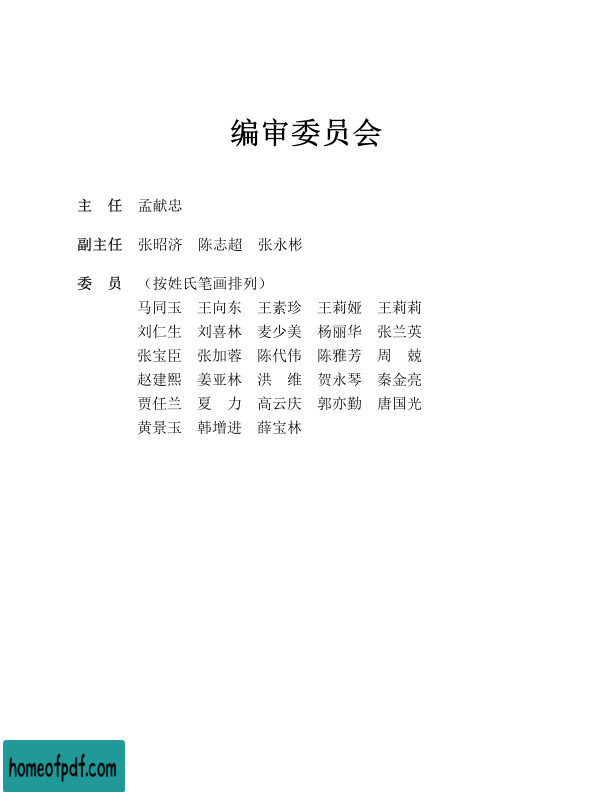 编审委员会
主　任　孟献忠
副主任　张昭济　陈志超　张永彬
委　员　（按姓氏笔画排列）
马同玉　王向东　王素珍　王莉娅　王莉莉
刘仁生　刘喜林　麦少美　杨丽华　张兰英
张宝臣　张加蓉　陈代伟　陈雅芳　周　兢
赵建熙　姜亚林　洪　维　贺永琴　秦金亮
贾任兰　夏　力　高云庆　郭亦勤　唐国光
黄景玉　韩增进　薛宝林
homeofpdf.com